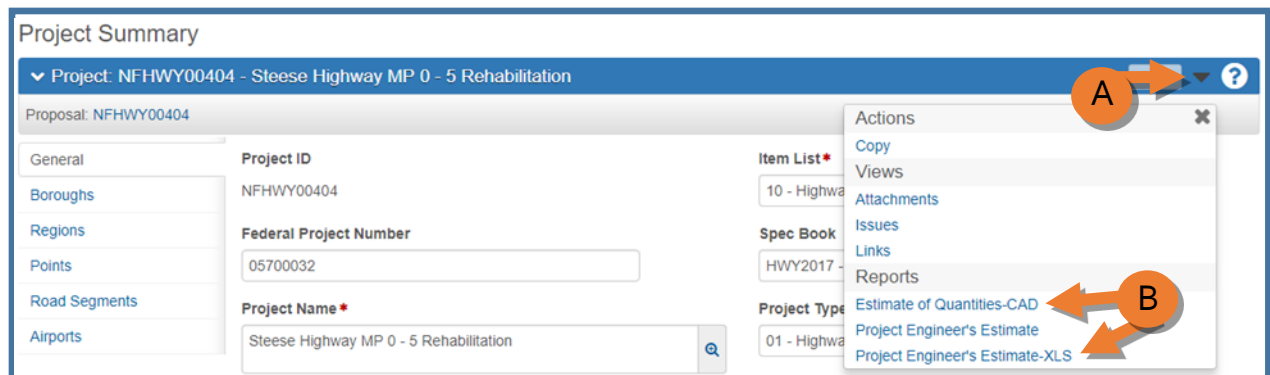 Project Summary
Project: NFHWY00404 - Steese Highway MP 0 - 5 Rehabilitation
A
Proposal: NFHWY00404
General
Boroughs
Regions
Points
Road Segments
Airports
Project ID
NFHWY00404
Federal Project Number
05700032
Project Name*
Steese Highway MP 0 - 5 Rehabilitation
Item List*
10 - Highwa
Spec Book
HWY2017 -
Project Type
01 - Highwa
Actions
Copy
Views
Attachments
Issues
Links
Reports
Estimate of Quantities-CAD
Project Engineer's Estimate
Project Engineer's Estimate-XLS
B